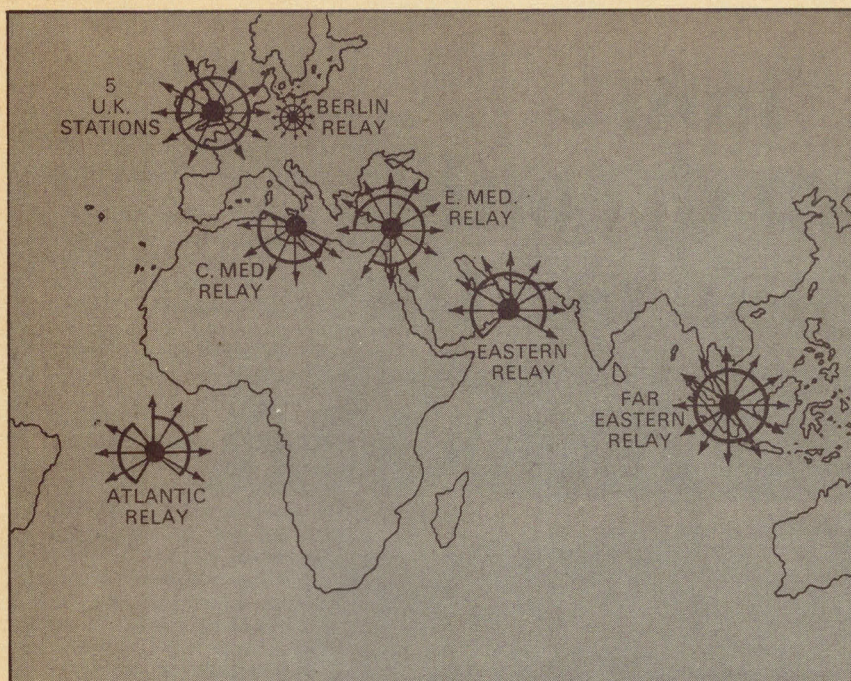 5
U.K.
STATIONS
BERLIN
RELAY
E. MED.
RELAY
C. MED
RELAY
EASTERN
RELAY
FAR
EASTERN
RELAY
ATLANTIC
RELAY